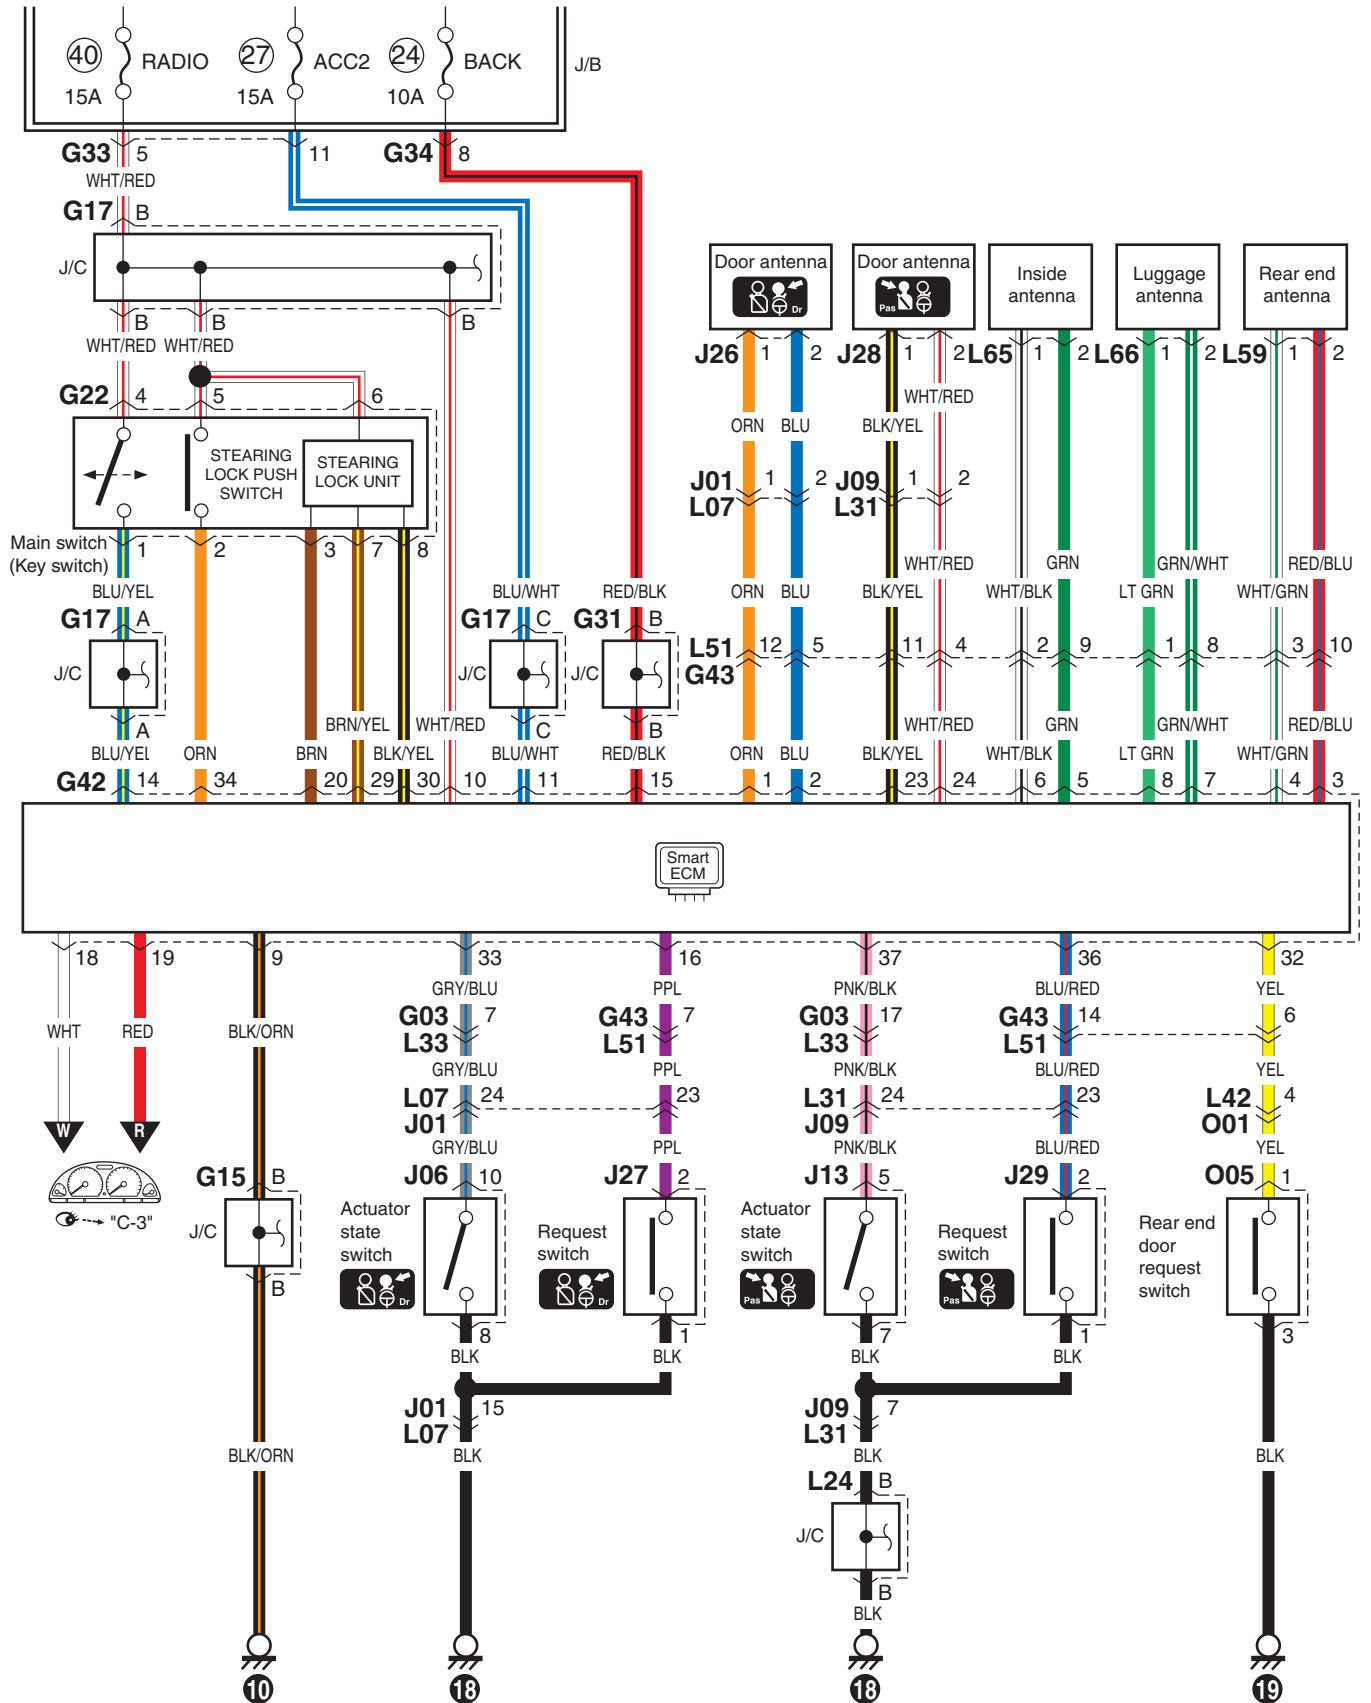 40 RADIO 27 ACC2 24 BACK J/B
15A 15A 10A
G33 5 11 G34 8
WHT/RED
G17 B
J/C
B B B
WHT/RED WHT/RED
G22 4 5 6
STEARING
LOCK PUSH
SWITCH
STEARING
LOCK UNIT
Main switch
(Key switch)
1 2 3 7 8
BLU/YEL BLU/WHT RED/BLK
G17 A G17 C G31 B
J/C J/C J/C
A C B
BRN/YEL WHT/RED
BLU/YEL ORN BRN BLK/YEL BLU/WHT RED/BLK
Door antenna
Dr
Door antenna
Pas
Inside
antenna
Luggage
antenna
Rear end
antenna
J26 1 2 J28 1 2 L65 1 2 L66 1 2 L59 1 2
WHT/RED
ORN BLU BLK/YEL
J01 1 2 J09 1 2
L07 L31
WHT/RED GRN GRN/WHT RED/BLU
ORN BLU BLK/YEL WHT/BLK LT GRN WHT/GRN
L51 12 5 11 4 2 9 1 8 3 10
G43
WHT/RED GRN GRN/WHT RED/BLU
ORN BLU BLK/YEL WHT/BLK LT GRN WHT/GRN
G42 14 34 20 29 30 10 11 15 1 2 23 24 6 5 8 7 4 3
Smart
ECM
18 19 9 33 16 37 36 32
GRY/BLU PPL PNK/BLK BLU/RED YEL
WHT RED BLK/ORN
G03 7 G43 7 G03 17 G43 14 6
L33 L51 L33 L51
GRY/BLU PPL PNK/BLK BLU/RED YEL
L07 24 23 L31 24 23 L42 4
J01 J09 O01
W R
GRY/BLU PPL PNK/BLK BLU/RED YEL
G15 B J06 10 J27 2 J13 5 J29 2 O05 1
"C-3"
J/C
B
Actuator
state
switch
Dr
Request
switch
Dr
Actuator
state
switch
Pas
Request
switch
Pas
Rear end
door
request
switch
8 1 7 1 3
BLK BLK BLK BLK
J01 15 J09 7
L07 L31
BLK/ORN BLK BLK BLK
L24 B
J/C
B
BLK
10 18 18 19